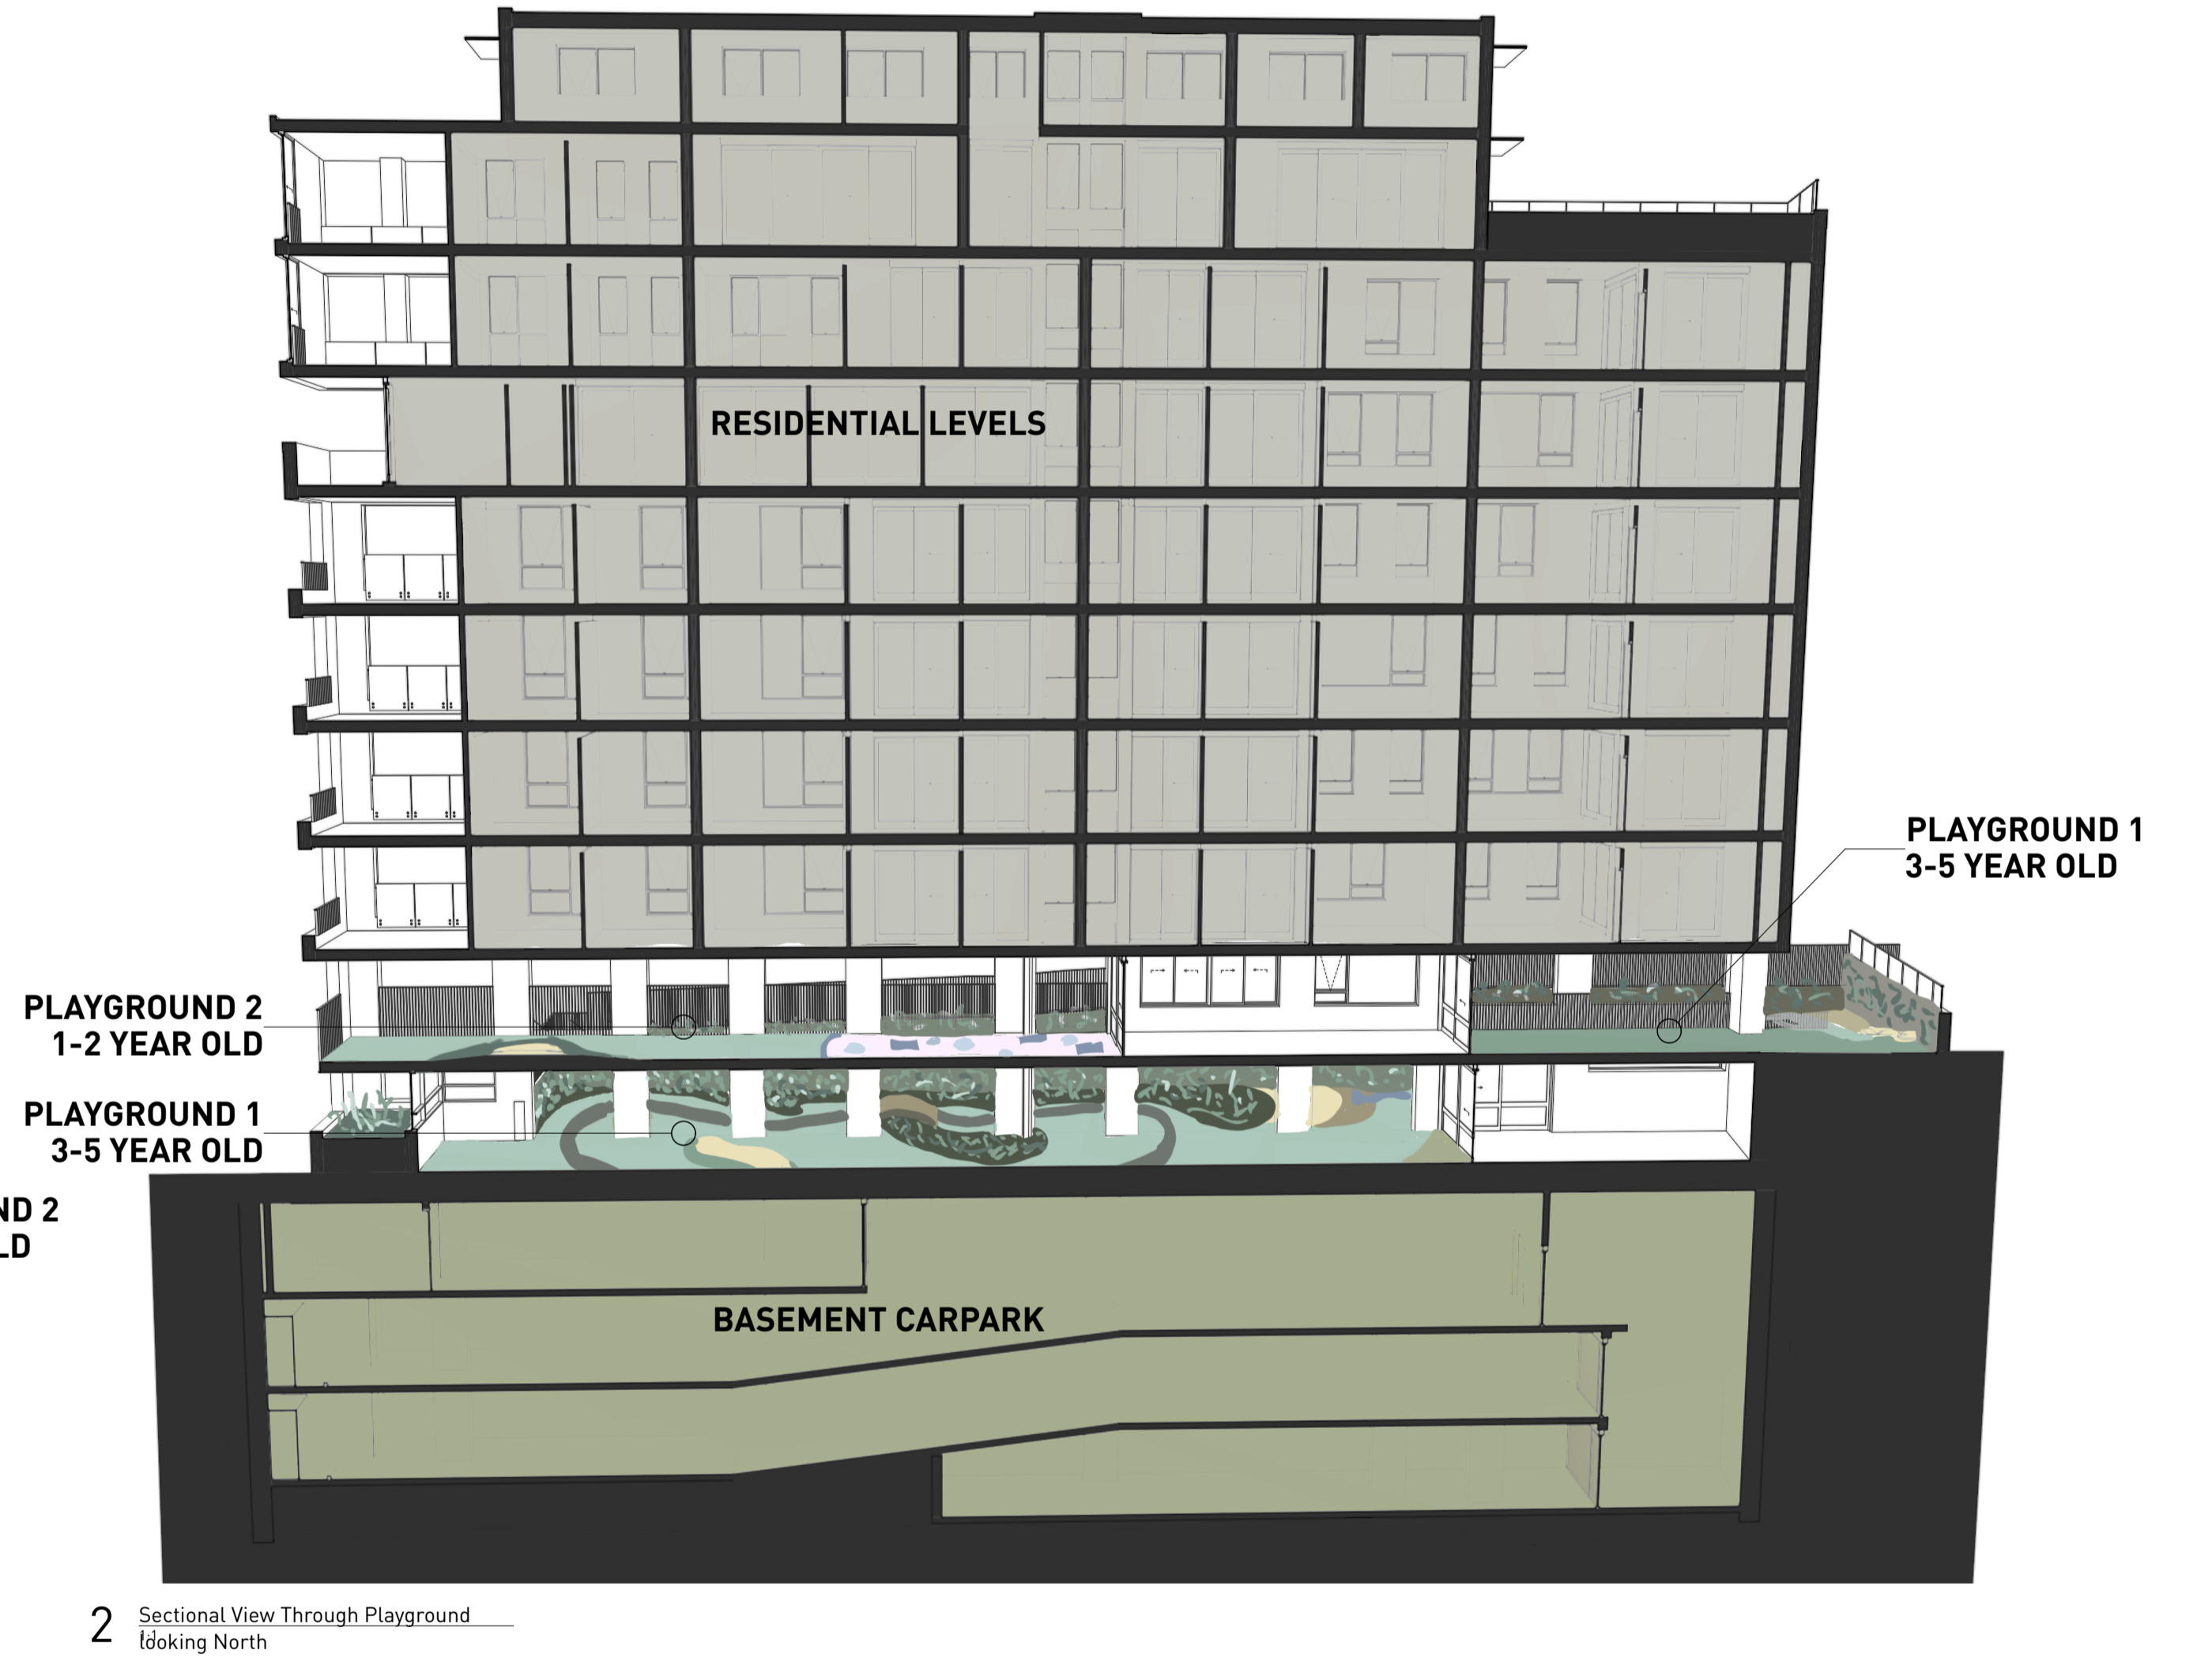 RESIDENTIAL LEVELS
PLAYGROUND 1
3-5 YEAR OLD
PLAYGROUND 2
1-2 YEAR OLD
PLAYGROUND 1
3-5 YEAR OLD
ND 2
LD
BASEMENT CARPARK
2
Sectional View Through Playground
looking North